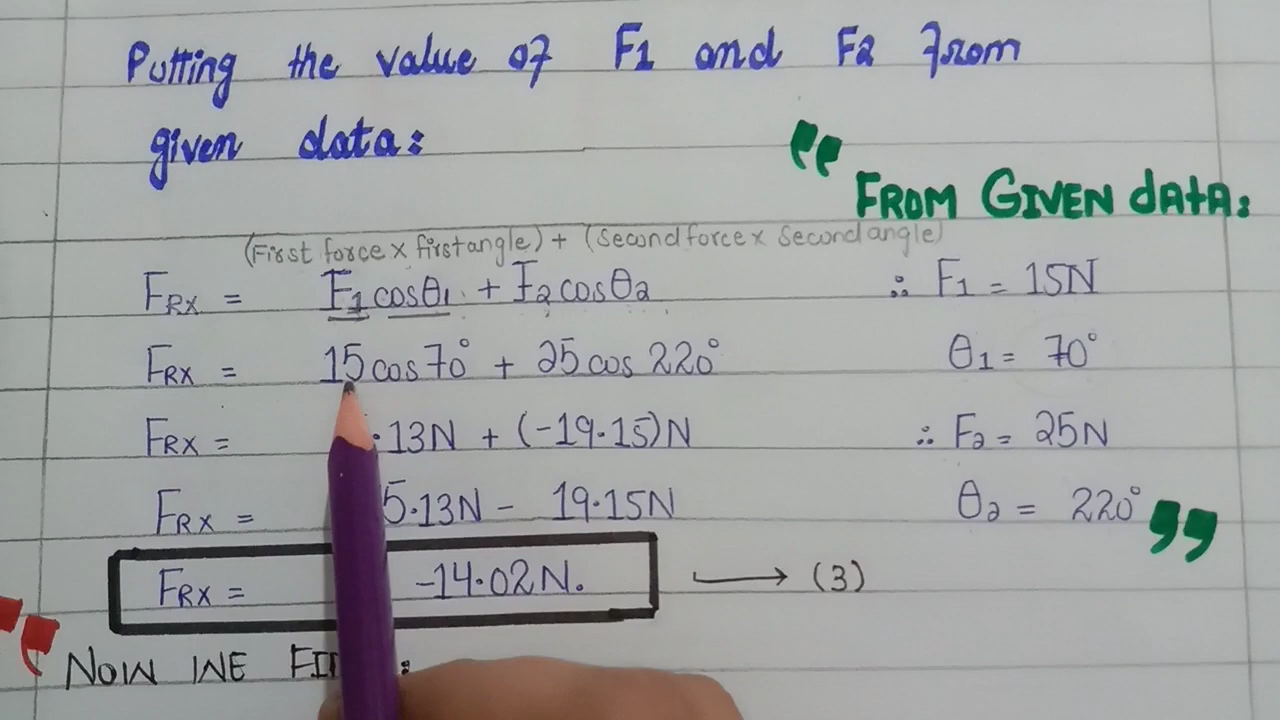 Putting the value of F1 and F2 from
given data:
"
FROM GIVEN data:
(First force x first angle) + (Second force x Second angle)
FRX = F1 cosθ1 + F2 cosθ2
∴ F1 = 15N
FRX = 15 cos 70° + 25 cos 220°
θ1 = 70°
FRX = .13N + (-19.15)N
∴ F2 = 25N
FRX = 5.13N - 19.15N
θ2 = 220° "
FRX = -14.02N. → (3)
" NOW WE :